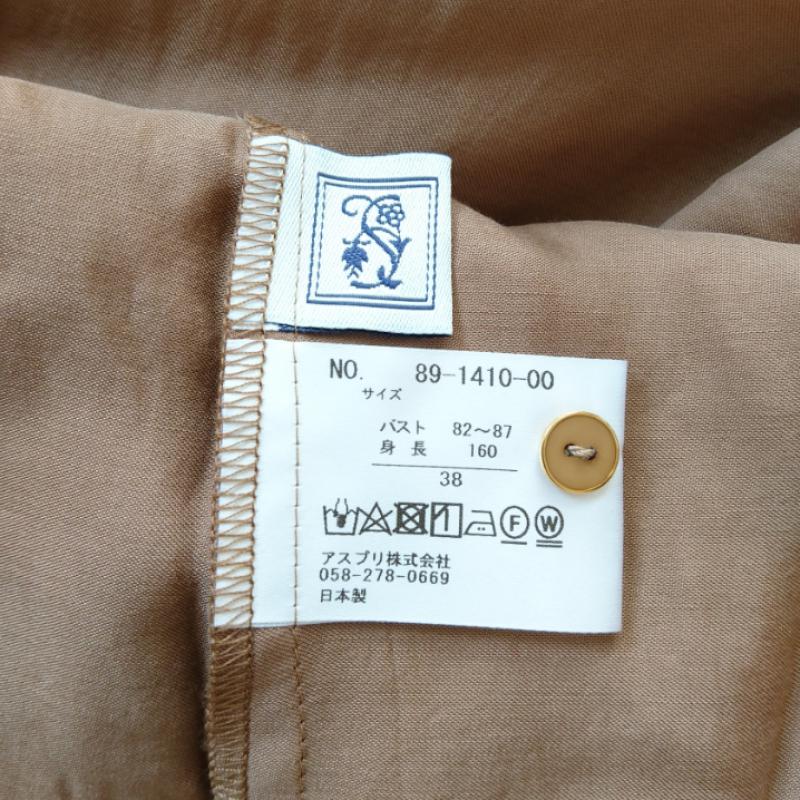 NO. 89-1410-00
サイズ
バスト 82〜87
身長 160
38
F W
アスプリ株式会社
058-278-0669
日本製